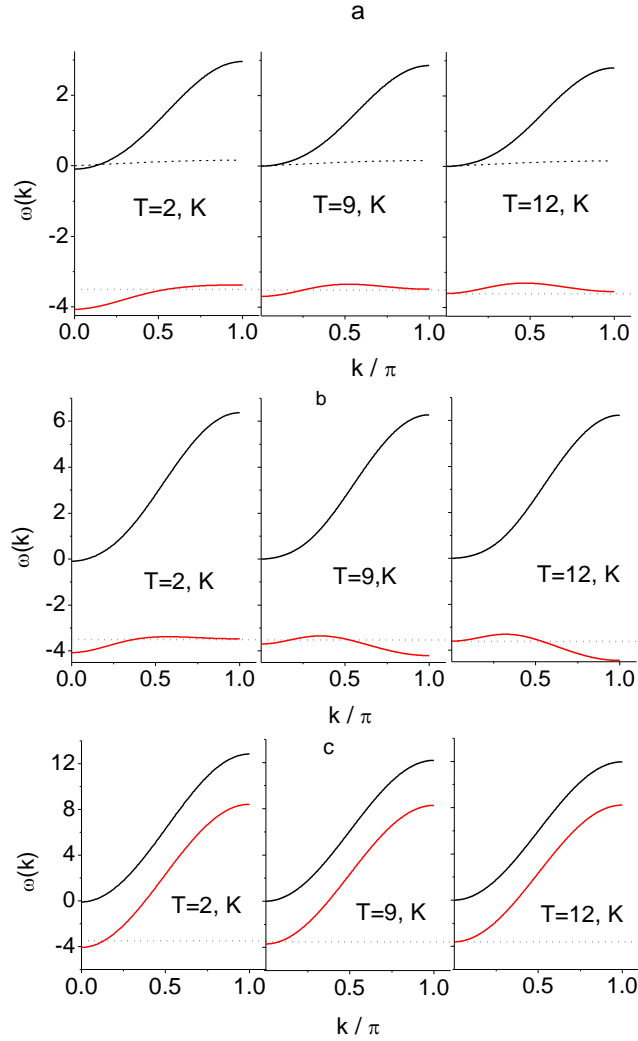 a
2
0
-2
-4
ω(k)
T=2, K
T=9, K
T=12, K
0.0
0.5
1.0
0.5
1.0
0.5
1.0
k / π
b
6
4
2
0
-2
-4
ω(k)
T=2, K
T=9,K
T=12, K
0.0
0.5
1.0
0.5
1.0
0.5
1.0
k / π
c
12
8
4
0
-4
ω(k)
T=2, K
T=9, K
T=12, K
0.0
0.5
1.0
0.5
1.0
0.5
1.0
k / π